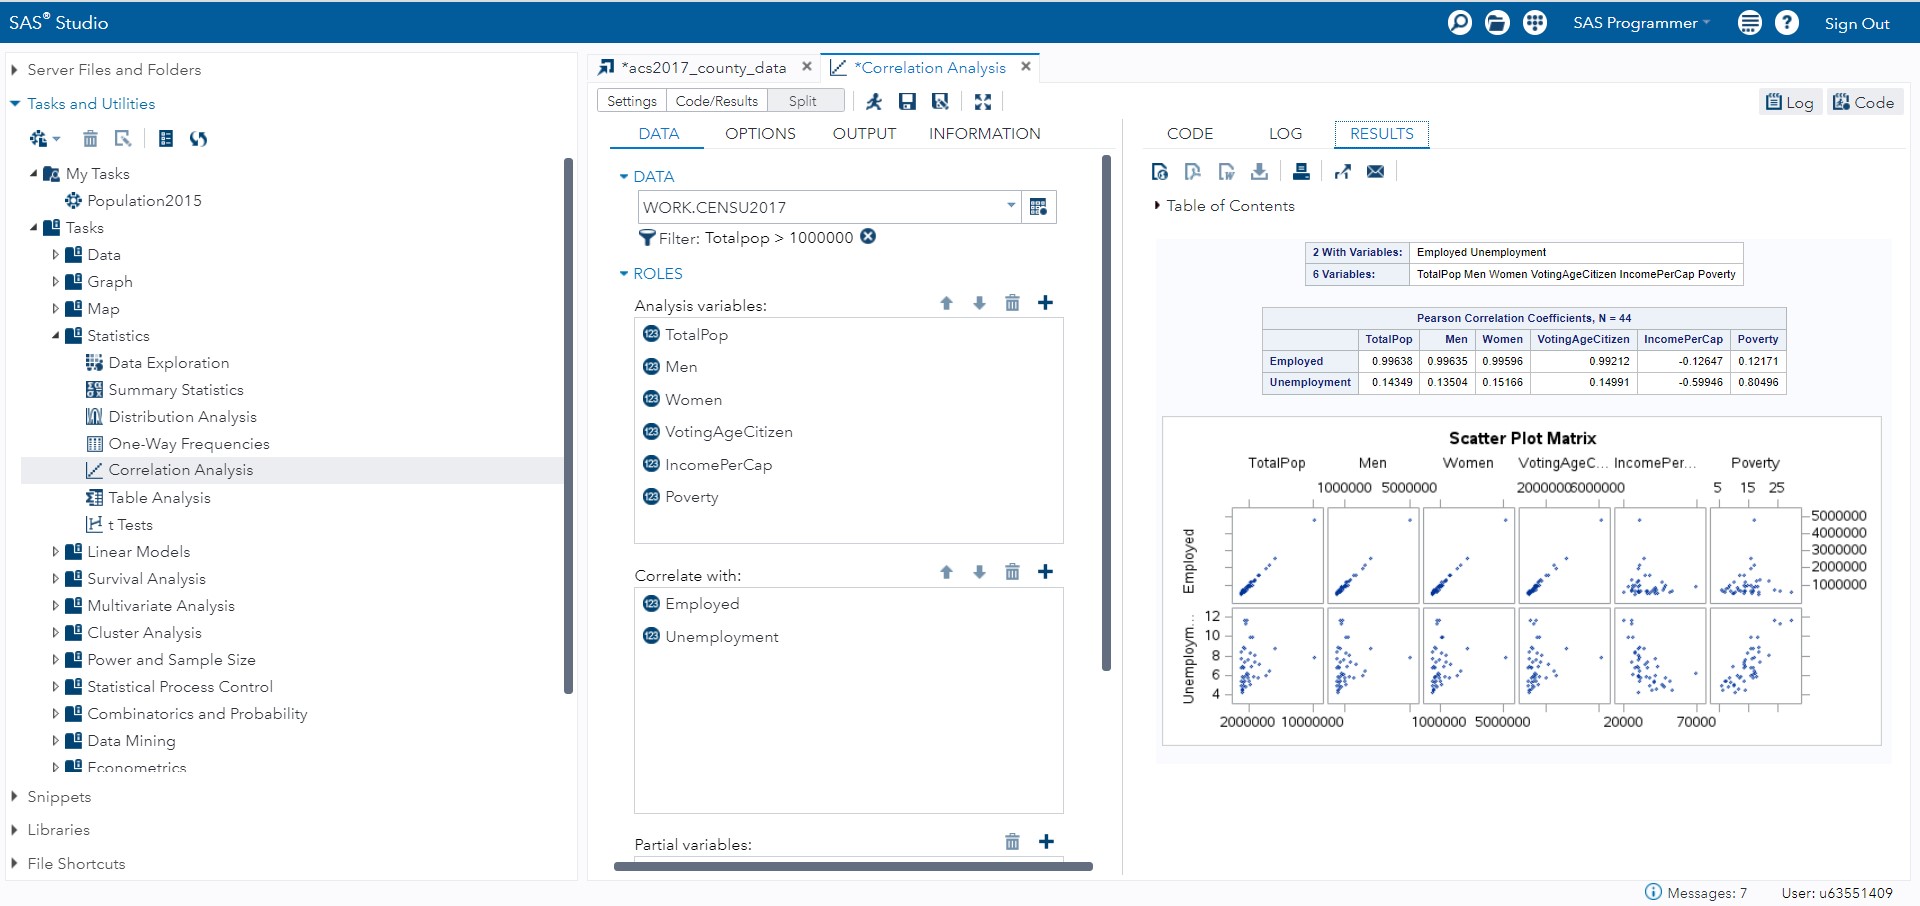 SAS® Studio
SAS Programmer
Sign Out
Server Files and Folders
Tasks and Utilities
My Tasks
Population2015
Tasks
Data
Graph
Map
Statistics
Data Exploration
Summary Statistics
Distribution Analysis
One-Way Frequencies
Correlation Analysis
Table Analysis
t Tests
Linear Models
Survival Analysis
Multivariate Analysis
Cluster Analysis
Power and Sample Size
Statistical Process Control
Combinatorics and Probability
Data Mining
Econometrics
Snippets
Libraries
File Shortcuts
*acs2017_county_data
*Correlation Analysis
Settings Code/Results Split
Log Code
DATA OPTIONS OUTPUT INFORMATION
DATA
WORK.CENSU2017
Filter: Totalpop > 1000000
ROLES
Analysis variables:
123 TotalPop
123 Men
123 Women
123 VotingAgeCitizen
123 IncomePerCap
123 Poverty
Correlate with:
123 Employed
123 Unemployment
Partial variables:
CODE LOG RESULTS
Table of Contents
2 With Variables: Employed Unemployment
6 Variables: TotalPop Men Women VotingAgeCitizen IncomePerCap Poverty
Pearson Correlation Coefficients, N = 44
TotalPop Men Women VotingAgeCitizen IncomePerCap Poverty
Employed 0.99638 0.99635 0.99596 0.99212 -0.12647 0.12171
Unemployment 0.14349 0.13504 0.15166 0.14991 -0.59946 0.80496
Scatter Plot Matrix
TotalPop Men Women VotingAgeC... IncomePer... Poverty
1000000 5000000 2000000 6000000 5 15 25
Employed
5000000
4000000
3000000
2000000
1000000
Unemploym...
12
10
8
6
4
2000000 10000000 1000000 5000000 20000 70000
Messages: 7 User: u63551409